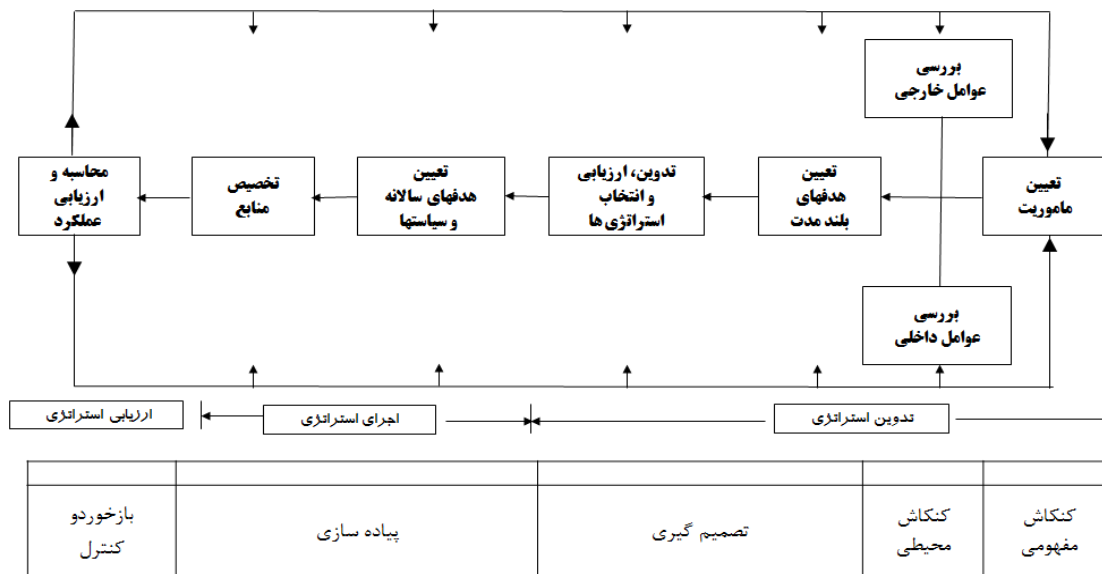 بررسی
عوامل خارجی
تعیین
ماموریت
تعیین
هدفهای
بلند مدت
تدوین، ارزیابی
و انتخاب
استراتژی ها
تعیین
هدفهای سالانه
و سیاستها
تخصیص
منابع
محاسبه و
ارزیابی
عملکرد
بررسی
عوامل داخلی
تدوین استراتژی
اجرای استراتژی
ارزیابی استراتژی
کنکاش
مفهومی
کنکاش
محیطی
تصمیم گیری
پیاده سازی
بازخوردو
کنترل